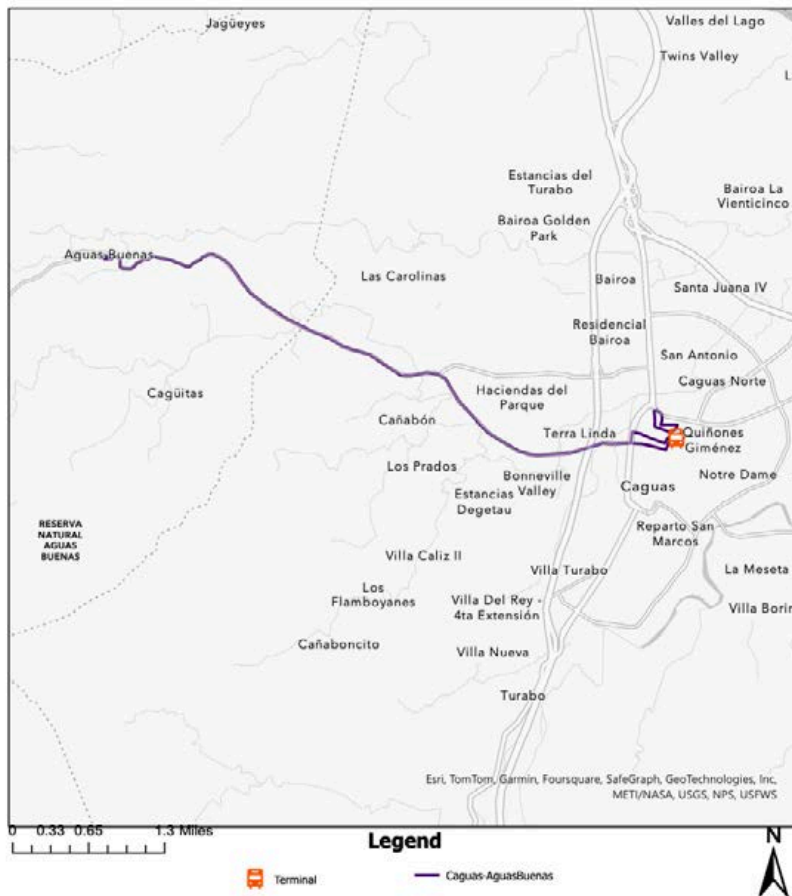 Jagüeyes
Valles del Lago
Twins Valley
L
Estancias del
Turabo
Bairoa La
Vienticinco
Bairoa Golden
Park
Aguas Buenas
Las Carolinas
Bairoa
Santa Juana IV
Residencial
Bairoa
San Antonio
Caguas Norte
Cagüitas
Haciendas del
Parque
Cañabón
Terra Linda
Quiñones
Giménez
Los Prados
Bonneville
Valley
Notre Dame
Estancias
Degetau
Caguas
RESERVA
NATURAL
AGUAS
BUENAS
Reparto San
Marcos
Villa Caliz II
Villa Turabo
La Meseta
Los
Flamboyanes
Villa Del Rey -
4ta Extensión
Villa Borir
Cañaboncito
Villa Nueva
Turabo
Esri, TomTom, Garmin, Foursquare, SafeGraph, GeoTechnologies, Inc,
METI/NASA, USGS, NPS, USFWS
0 0.33 0.65 1.3 Miles
Legend
N
Terminal
Caguas-AguasBuenas